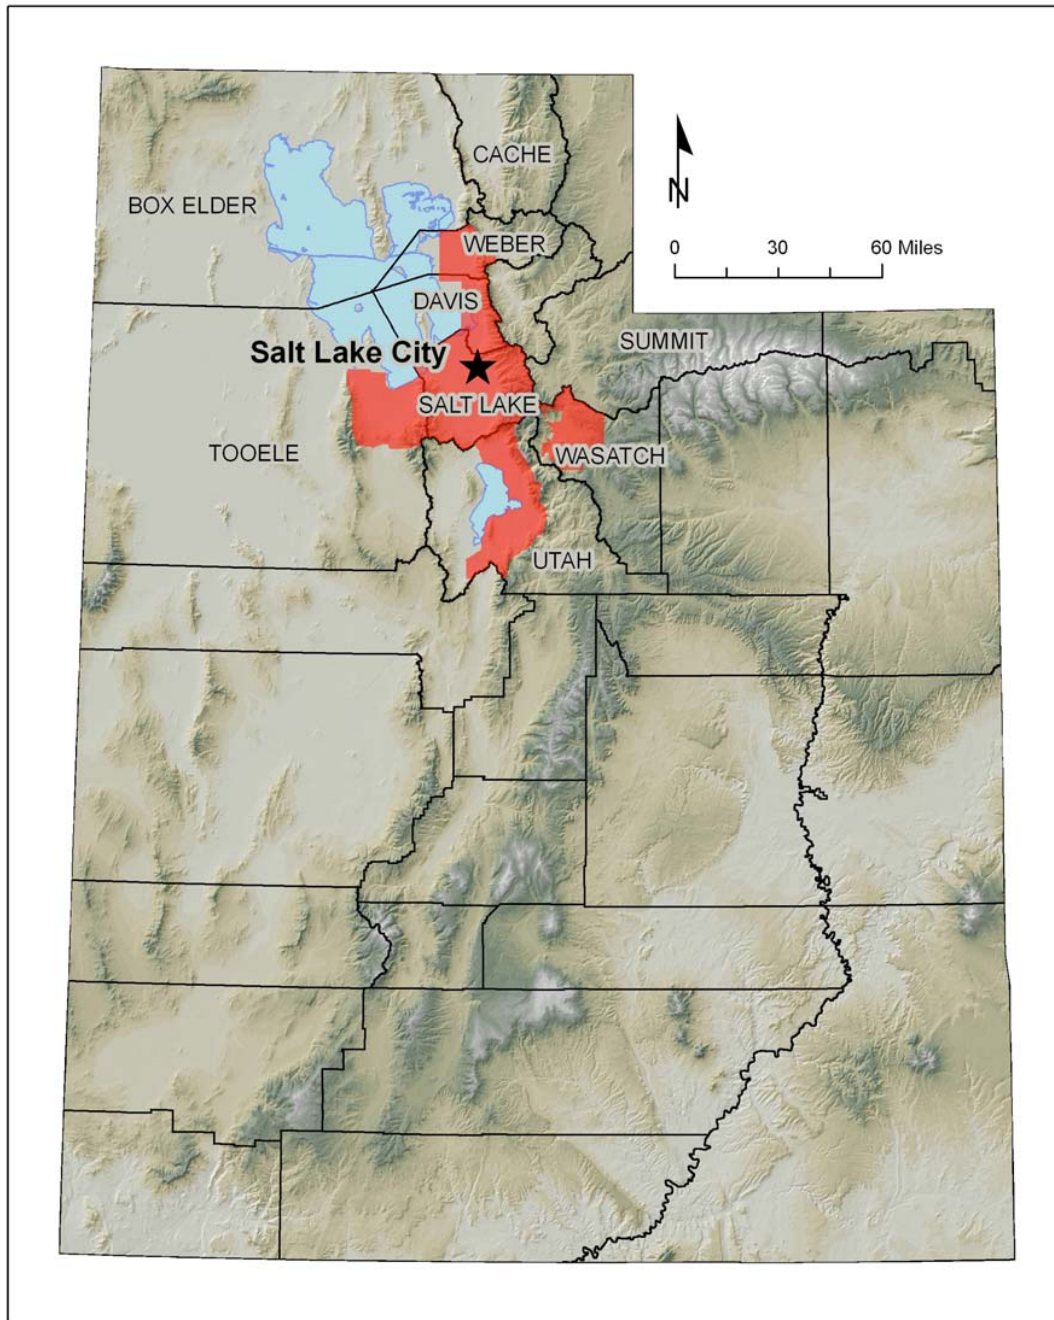 CACHE
BOX ELDER
N
WEBER
0 30 60 Miles
DAVIS
SUMMIT
Salt Lake City
SALT LAKE
TOOELE
WASATCH
UTAH